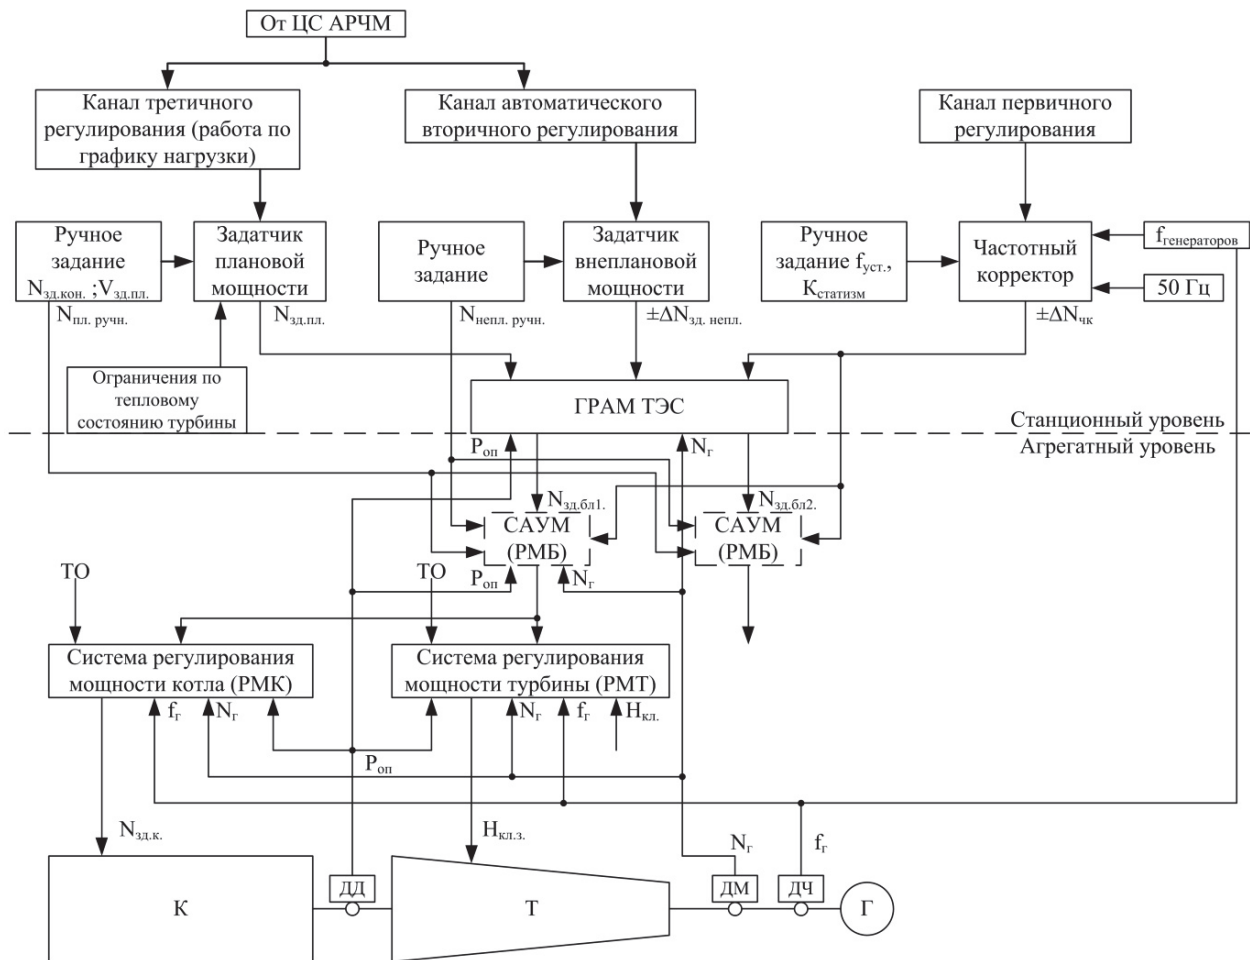 От ЦС АРЧМ
Канал третичного
регулирования (работа по
графику нагрузки)
Канал автоматического
вторичного регулирования
Канал первичного
регулирования
Ручное
задание
Nзд.кон. ;Vзд.пл.
Задатчик
плановой
мощности
Ручное
задание
Задатчик
внеплановой
мощности
Ручное
задание fуст.,
Kстатизм
Частотный
корректор
fгенераторов
50 Гц
Nпл. ручн.
Nзд.пл.
Nнепл. ручн.
±ΔNзд. непл.
±ΔNчк
Ограничения по
тепловому
состоянию турбины
ГРАМ ТЭС
Станционный уровень
Агрегатный уровень
Pоп
Nг
Nзд.бл1.
Nзд.бл2.
САУМ
(РМБ)
САУМ
(РМБ)
ТО
ТО
Pоп
Nг
Система регулирования
мощности котла (РМК)
Система регулирования
мощности турбины (РМТ)
fг
Nг
Nг
fг
Hкл.
Pоп
Nзд.к.
Hкл.з.
Nг
fг
ДД
ДМ
ДЧ
К
Т
Г